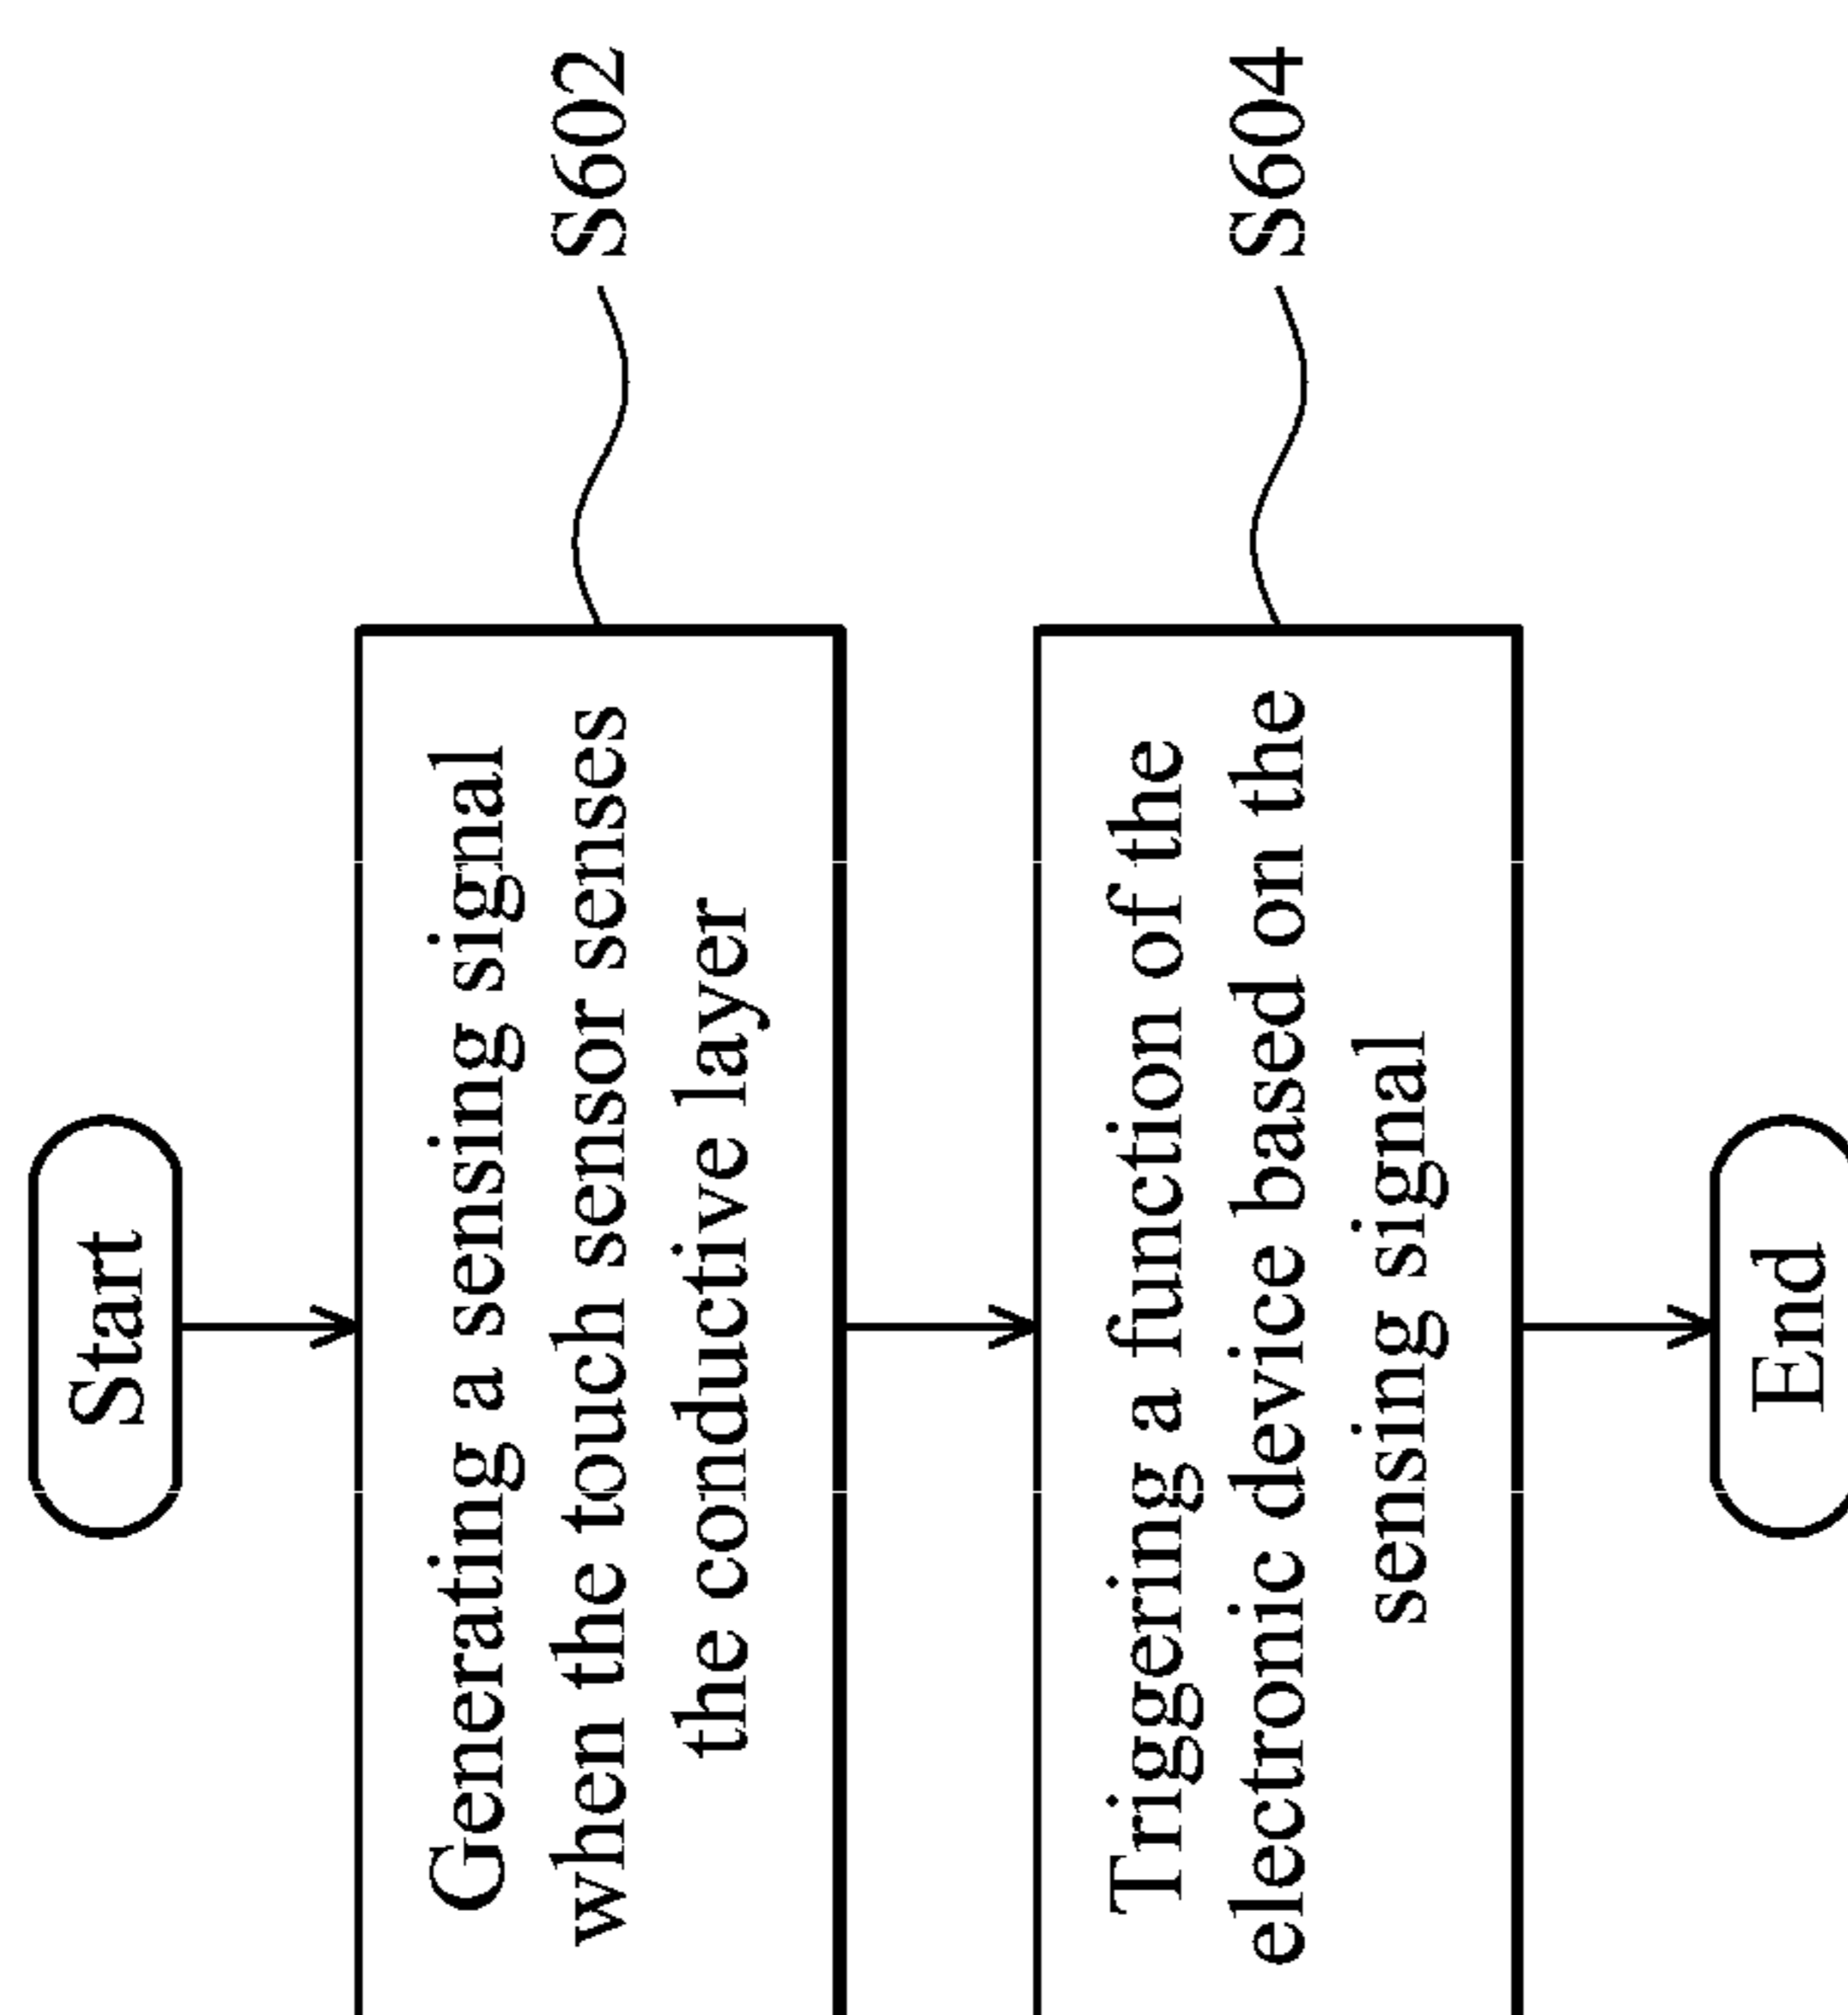 Start
Generating a sensing signal
when the touch sensor senses
the conductive layer
S602
Triggering a function of the
electronic device based on the
sensing signal
S604
End